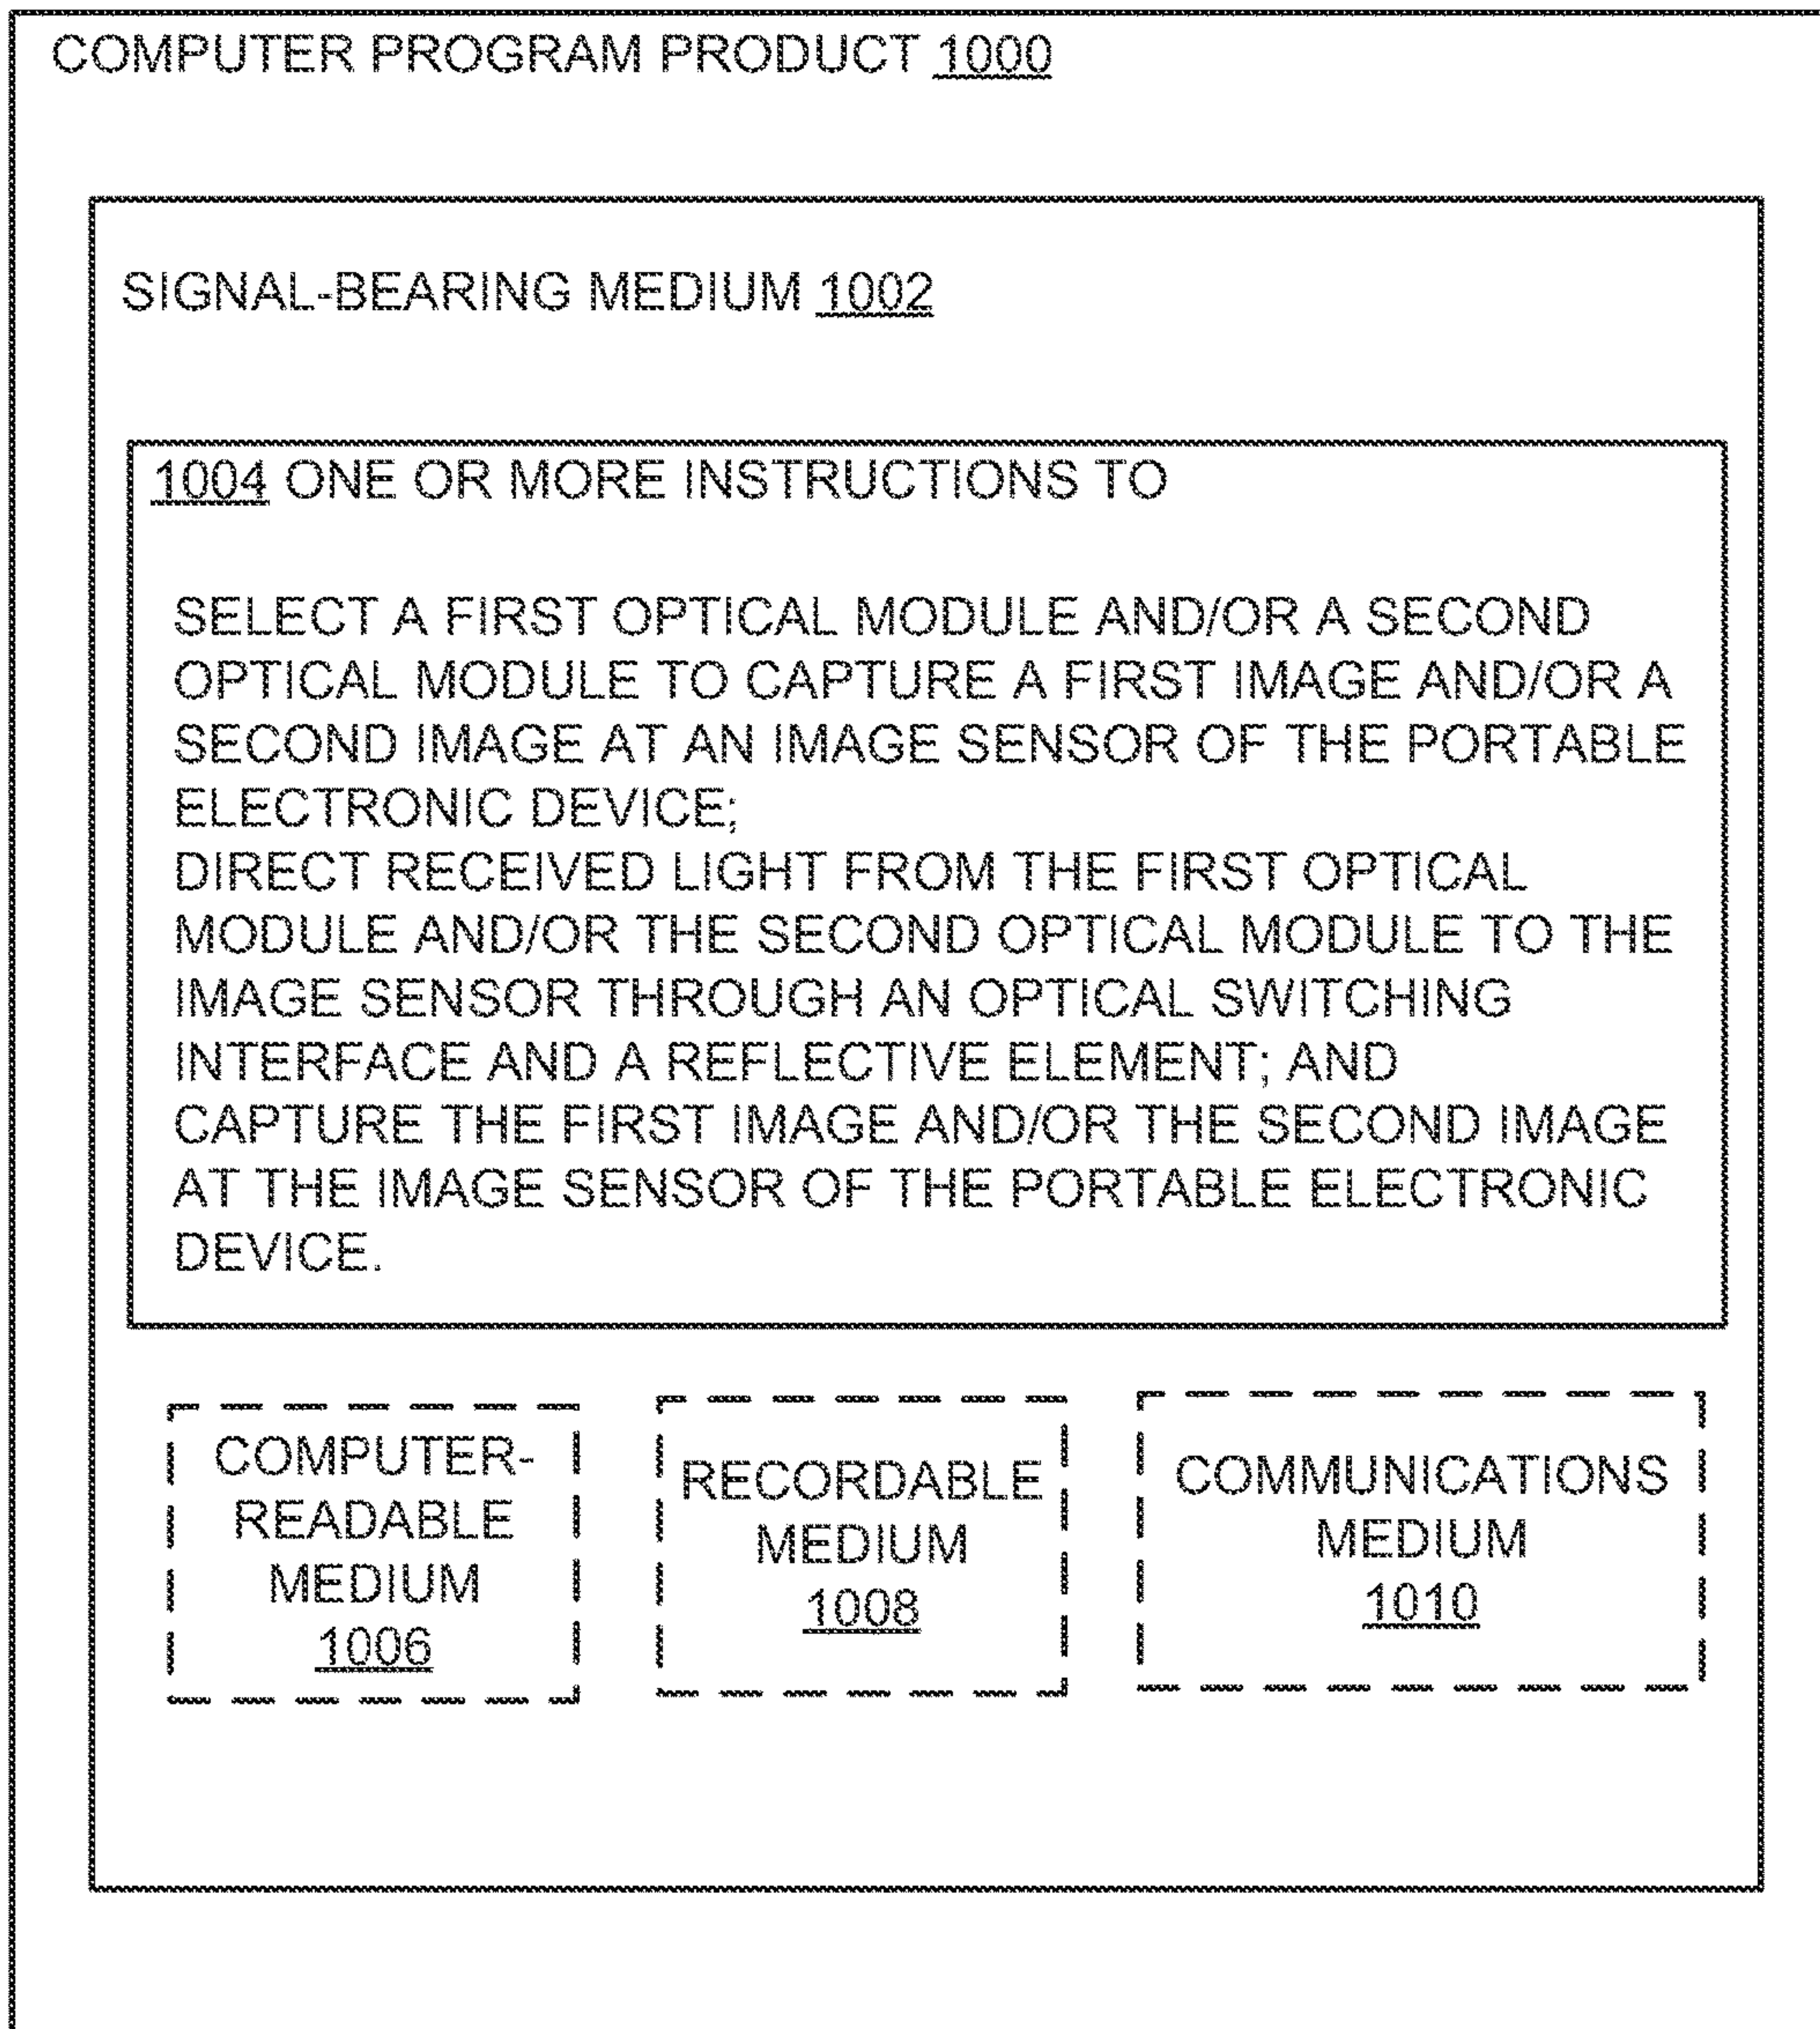 COMPUTER PROGRAM PRODUCT 1000
SIGNAL-BEARING MEDIUM 1002
1004 ONE OR MORE INSTRUCTIONS TO
SELECT A FIRST OPTICAL MODULE AND/OR A SECOND
OPTICAL MODULE TO CAPTURE A FIRST IMAGE AND/OR A
SECOND IMAGE AT AN IMAGE SENSOR OF THE PORTABLE
ELECTRONIC DEVICE;
DIRECT RECEIVED LIGHT FROM THE FIRST OPTICAL
MODULE AND/OR THE SECOND OPTICAL MODULE TO THE
IMAGE SENSOR THROUGH AN OPTICAL SWITCHING
INTERFACE AND A REFLECTIVE ELEMENT; AND
CAPTURE THE FIRST IMAGE AND/OR THE SECOND IMAGE
AT THE IMAGE SENSOR OF THE PORTABLE ELECTRONIC
DEVICE.
COMPUTER-
READABLE
MEDIUM
1006
RECORDABLE
MEDIUM
1008
COMMUNICATIONS
MEDIUM
1010